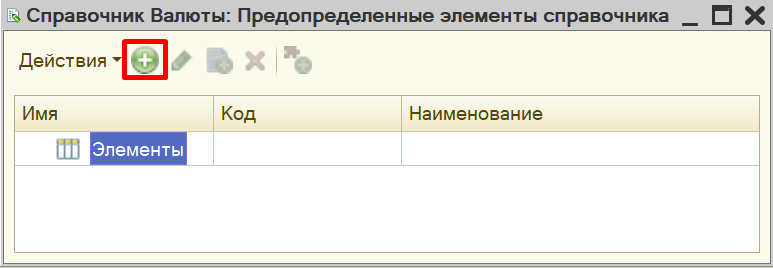 Справочник Валюты: Предопределенные элементы справочника
Действия
Имя Код Наименование
Элементы